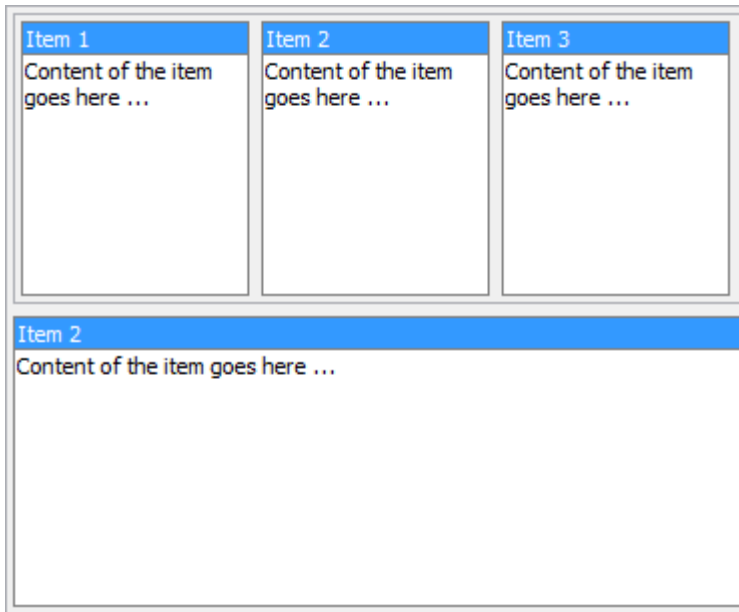 Item 1
Content of the item
goes here ...
Item 2
Content of the item
goes here ...
Item 3
Content of the item
goes here ...
Item 2
Content of the item goes here ...